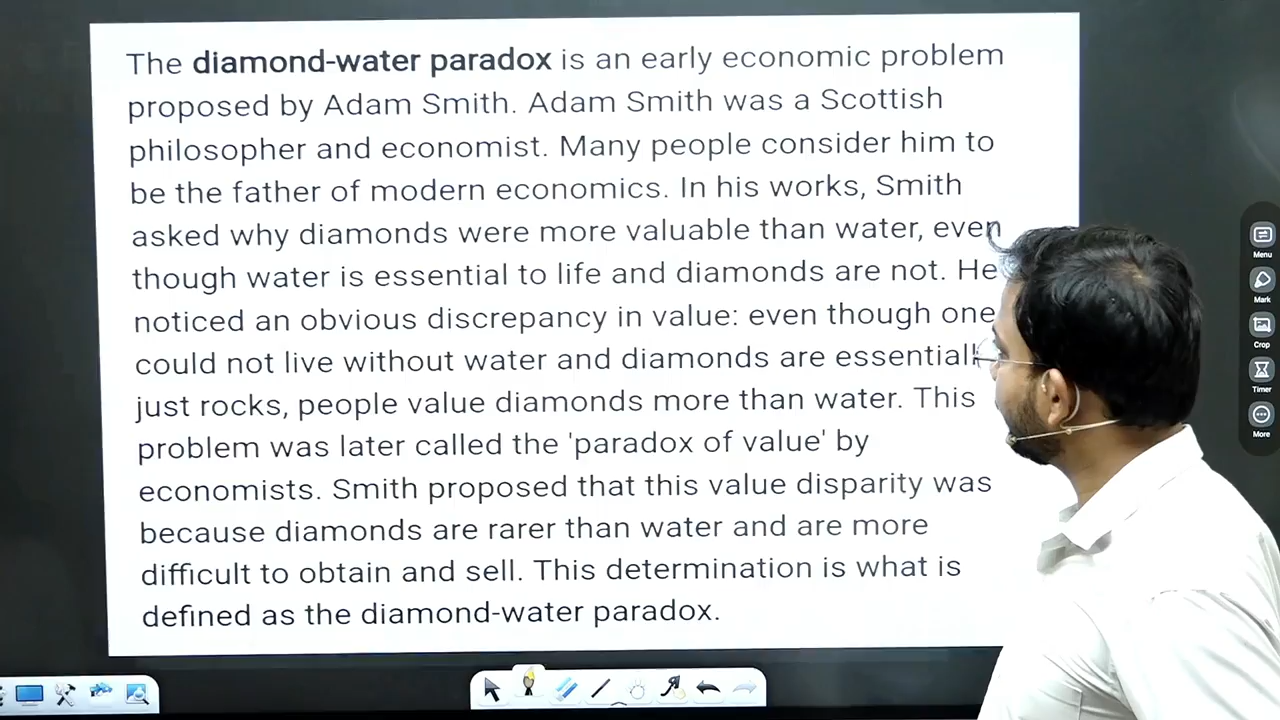 The diamond-water paradox is an early economic problem
proposed by Adam Smith. Adam Smith was a Scottish
philosopher and economist. Many people consider him to
be the father of modern economics. In his works, Smith
asked why diamonds were more valuable than water, even
though water is essential to life and diamonds are not. He
noticed an obvious discrepancy in value: even though one
could not live without water and diamonds are essentially
just rocks, people value diamonds more than water. This
problem was later called the 'paradox of value' by
economists. Smith proposed that this value disparity was
because diamonds are rarer than water and are more
difficult to obtain and sell. This determination is what is
defined as the diamond-water paradox.
Menu
Mark
Crop
Timer
More